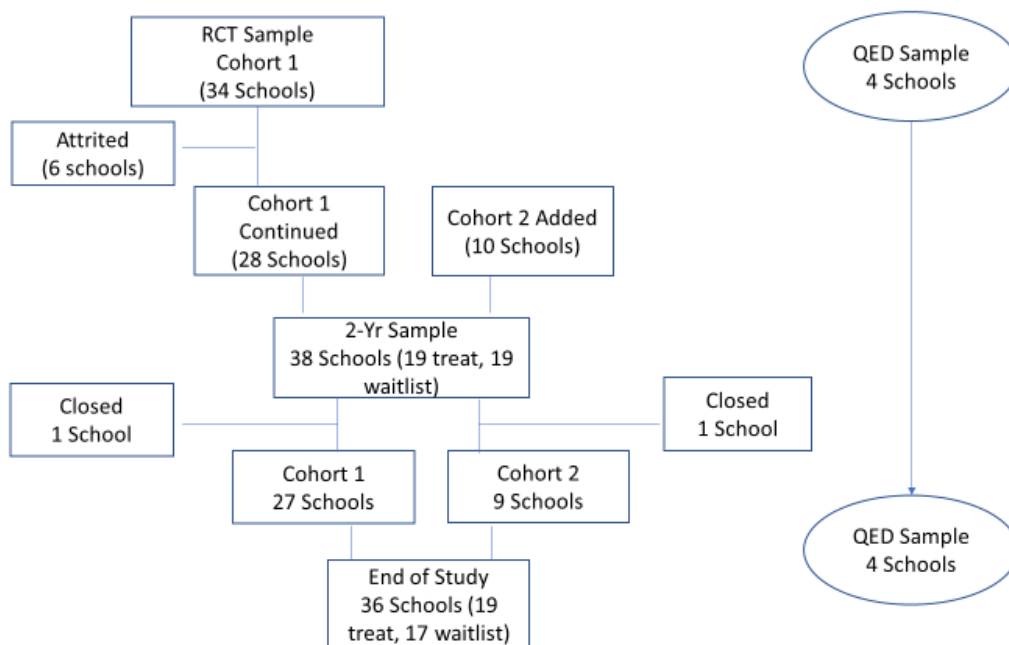 RCT Sample
Cohort 1
(34 Schools)
QED Sample
4 Schools
Attrited
(6 schools)
Cohort 1
Continued
(28 Schools)
Cohort 2 Added
(10 Schools)
2-Yr Sample
38 Schools (19 treat, 19
waitlist)
Closed
1 School
Closed
1 School
Cohort 1
27 Schools
Cohort 2
9 Schools
QED Sample
4 Schools
End of Study
36 Schools (19
treat, 17 waitlist)